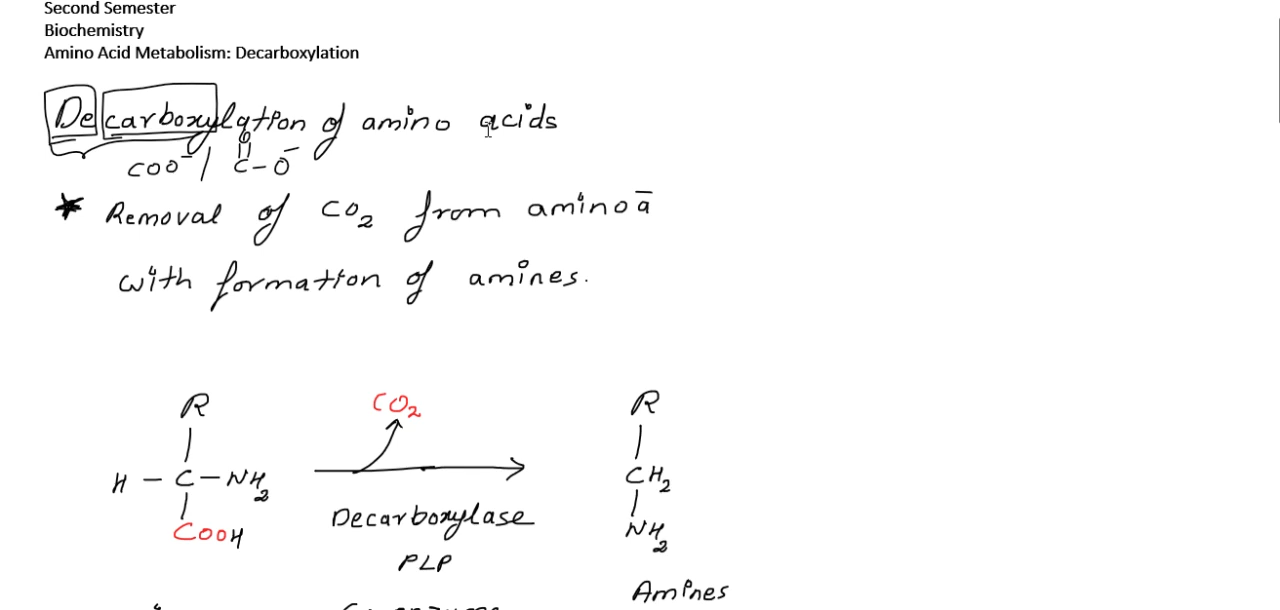 Second Semester
Biochemistry
Amino Acid Metabolism: Decarboxylation
Decarboxylation of amino acids
COO⁻ / C–O⁻
O
* Removal of CO₂ from amino ā
with formation of amines.
R CO₂ R
H – C – NH₂ CH₂
COOH Decarboxylase NH₂
PLP
Amines